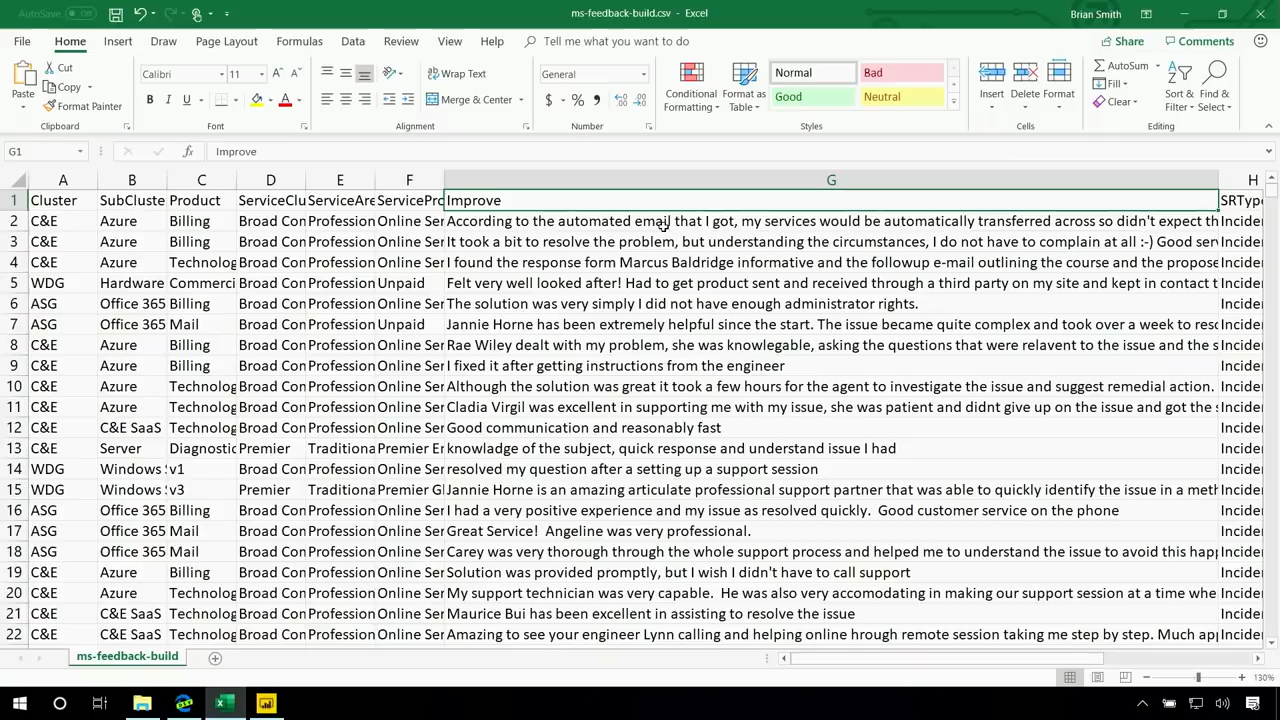 AutoSave Off
ms-feedback-build.csv - Excel
Brian Smith
File Home Insert Draw Page Layout Formulas Data Review View Help Tell me what you want to do Share Comments
Paste
Cut
Copy
Format Painter
Clipboard
Calibri 11
B I U
Font
Wrap Text
Merge & Center
Alignment
General
$ % ,
Number
Conditional Formatting
Format as Table
Normal Bad
Good Neutral
Styles
Insert Delete Format
Cells
AutoSum
Fill
Clear
Sort & Filter
Find & Select
Editing
G1 fx Improve
A B C D E F G H
1 Cluster SubCluste Product ServiceClu ServiceAre ServicePro Improve SRType
2 C&E Azure Billing Broad Con Profession Online Ser According to the automated email that I got, my services would be automatically transferred across so didn't expect th Inciden
3 C&E Azure Billing Broad Con Profession Online Ser It took a bit to resolve the problem, but understanding the circumstances, I do not have to complain at all :-) Good serv Inciden
4 C&E Azure Technolog Broad Con Profession Online Ser I found the response form Marcus Baldridge informative and the followup e-mail outlining the course and the propose Inciden
5 WDG Hardware Commerci Broad Con Profession Unpaid Felt very well looked after! Had to get product sent and received through a third party on my site and kept in contact t Inciden
6 ASG Office 365 Billing Broad Con Profession Online Ser The solution was very simply I did not have enough administrator rights. Inciden
7 ASG Office 365 Mail Broad Con Profession Unpaid Jannie Horne has been extremely helpful since the start. The issue became quite complex and took over a week to reso Inciden
8 C&E Azure Billing Broad Con Profession Online Ser Rae Wiley dealt with my problem, she was knowlegable, asking the questions that were relavent to the issue and the s Inciden
9 C&E Azure Billing Broad Con Profession Online Ser I fixed it after getting instructions from the engineer Inciden
10 C&E Azure Technolog Broad Con Profession Online Ser Although the solution was great it took a few hours for the agent to investigate the issue and suggest remedial action. Inciden
11 C&E Azure Technolog Broad Con Profession Online Ser Cladia Virgil was excellent in supporting me with my issue, she was patient and didnt give up on the issue and got the s Inciden
12 C&E C&E SaaS Technolog Broad Con Profession Online Ser Good communication and reasonably fast Inciden
13 C&E Server Diagnostic Premier Traditiona Premier En knowladge of the subject, quick response and understand issue I had Inciden
14 WDG Windows S v1 Broad Con Profession Online Ser resolved my question after a setting up a support session Inciden
15 WDG Windows S v3 Premier Traditiona Premier Gl Jannie Horne is an amazing articulate professional support partner that was able to quickly identify the issue in a meth Inciden
16 ASG Office 365 Billing Broad Con Profession Online Ser I had a very positive experience and my issue as resolved quickly. Good customer service on the phone Inciden
17 ASG Office 365 Mail Broad Con Profession Online Ser Great Service! Angeline was very professional. Inciden
18 ASG Office 365 Mail Broad Con Profession Online Ser Carey was very thorough through the whole support process and helped me to understand the issue to avoid this hap Inciden
19 C&E Azure Billing Broad Con Profession Online Ser Solution was provided promptly, but I wish I didn't have to call support Inciden
20 C&E Azure Technolog Broad Con Profession Online Ser My support technician was very capable. He was also very accomodating in making our support session at a time whe Inciden
21 C&E C&E SaaS Technolog Broad Con Profession Online Ser Maurice Bui has been excellent in assisting to resolve the issue Inciden
22 C&E C&E SaaS Technolog Broad Con Profession Online Ser Amazing to see your engineer Lynn calling and helping online hrough remote session taking me step by step. Much app Inciden
ms-feedback-build
130%